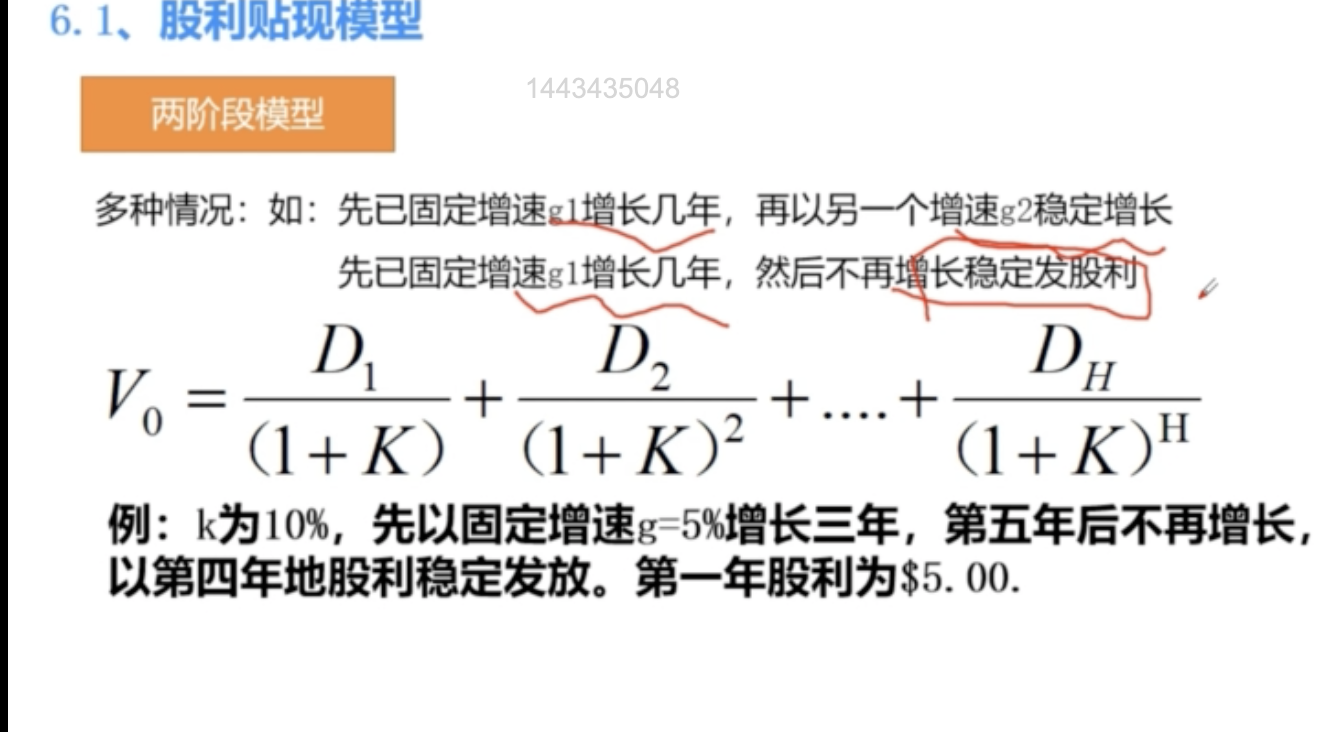 6.1、股利贴现模型
1443435048
两阶段模型
多种情况：如：先已固定增速g1增长几年，再以另一个增速g2稳定增长
先已固定增速g1增长几年，然后不再增长稳定发股利
V₀ = D₁/(1+K) + D₂/(1+K)² + .... + D_H/(1+K)^H
例：k为10%，先以固定增速g=5%增长三年，第五年后不再增长，
以第四年地股利稳定发放。第一年股利为$5.00.